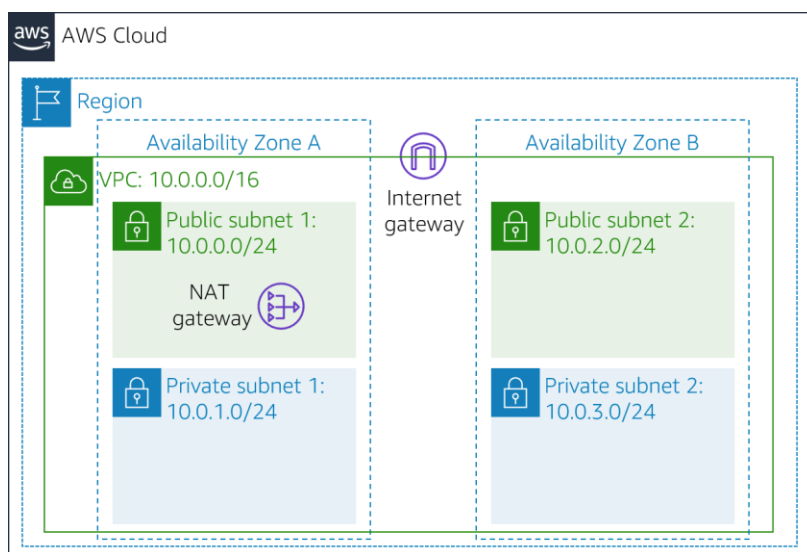 aws
AWS Cloud
Region
Availability Zone A
Availability Zone B
VPC: 10.0.0.0/16
Internet
gateway
Public subnet 1:
10.0.0.0/24
Public subnet 2:
10.0.2.0/24
NAT
gateway
Private subnet 1:
10.0.1.0/24
Private subnet 2:
10.0.3.0/24